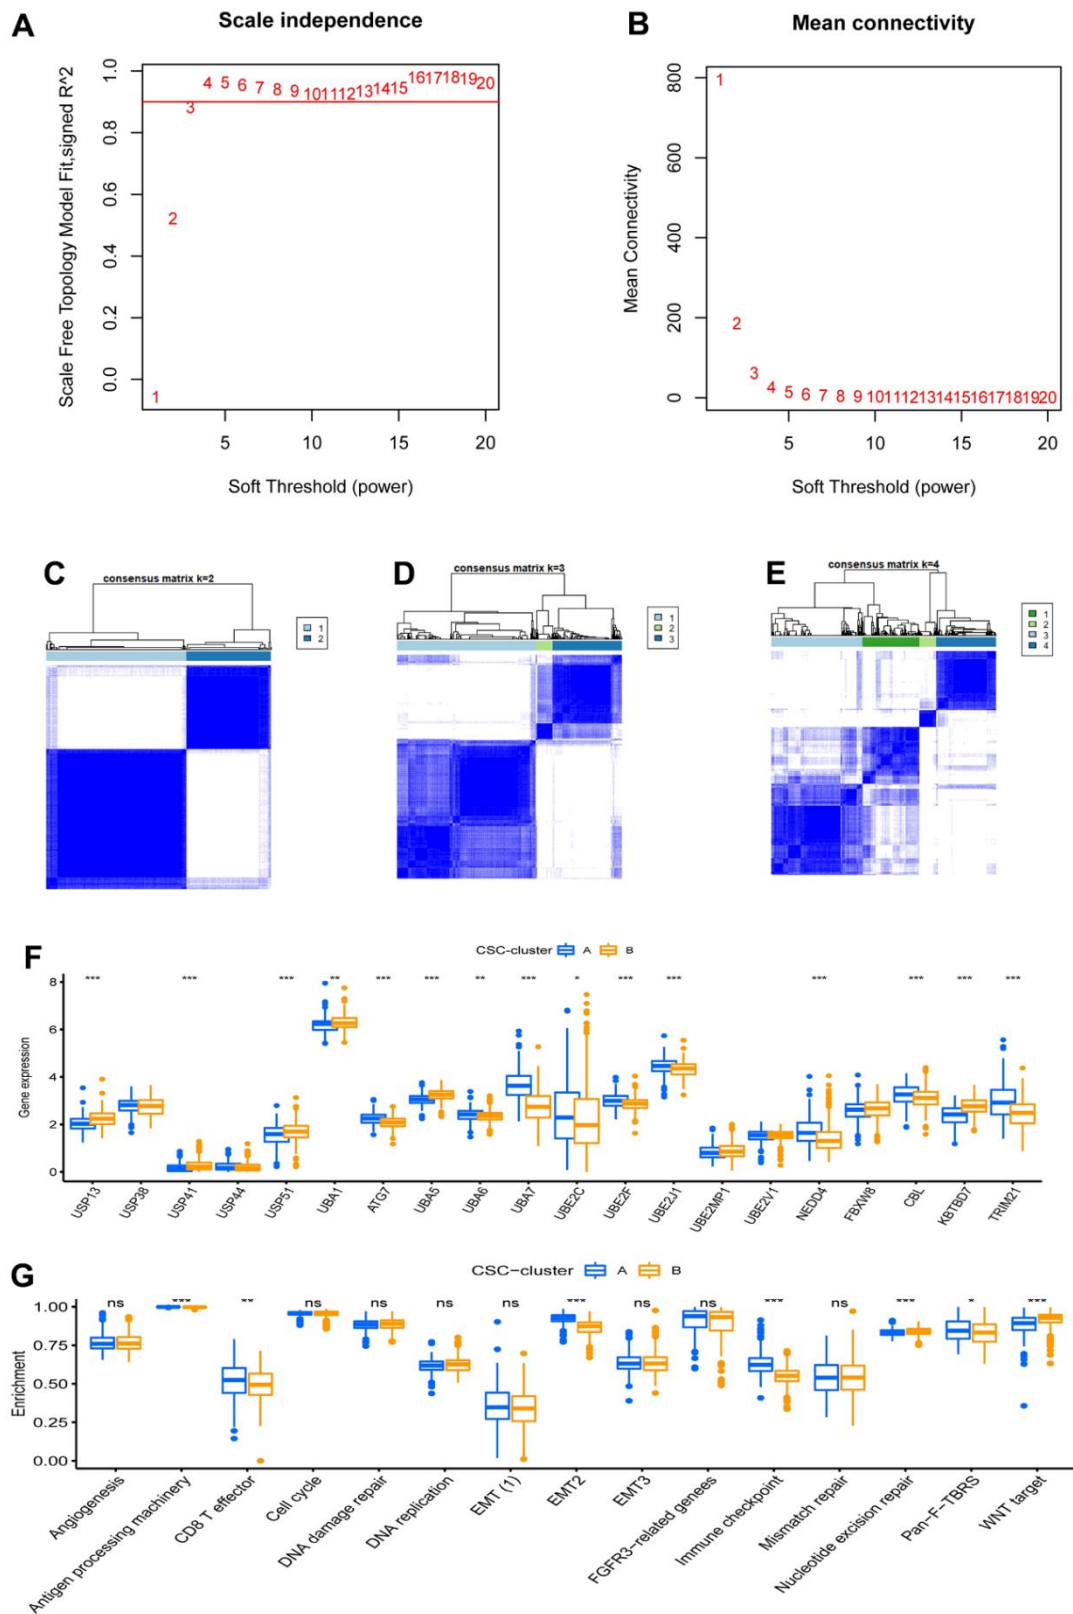 A
Scale independence
Scale Free Topology Model Fit,signed R^2
1.0
0.8
0.6
0.4
0.2
0.0
1
2
3
4 5 6 7 8 9 10 11 12 13 14 15 16 17 18 19 20
5 10 15 20
Soft Threshold (power)
B
Mean connectivity
Mean Connectivity
800
600
400
200
0
1
2
3
4 5 6 7 8 9 10 11 12 13 14 15 16 17 18 19 20
5 10 15 20
Soft Threshold (power)
C
consensus matrix k=2
1
2
D
consensus matrix k=3
1
2
3
E
consensus matrix k=4
1
2
3
4
F
CSC-cluster A B
Gene expression
8
6
4
2
0
*** *** *** ** *** *** ** *** * *** *** *** *** *** ***
USP13
USP38
USP41
USP44
USP51
UBA1
ATG7
UBA5
UBA6
UBA7
UBE2C
UBE2F
UBE2J1
UBE2MP1
UBE2V1
NEDD4
FBXW8
CBL
KBTBD7
TRIM21
G
CSC-cluster A B
Enrichment
1.00
0.75
0.50
0.25
0.00
ns *** ** ns ns ns ns *** ns ns *** ns *** * ***
Angiogenesis
Antigen processing machinery
CD8 T effector
Cell cycle
DNA damage repair
DNA replication
EMT (1)
EMT2
EMT3
FGFR3-related genees
Immune checkpoint
Mismatch repair
Nucleotide excision repair
Pan-F-TBRS
WNT target